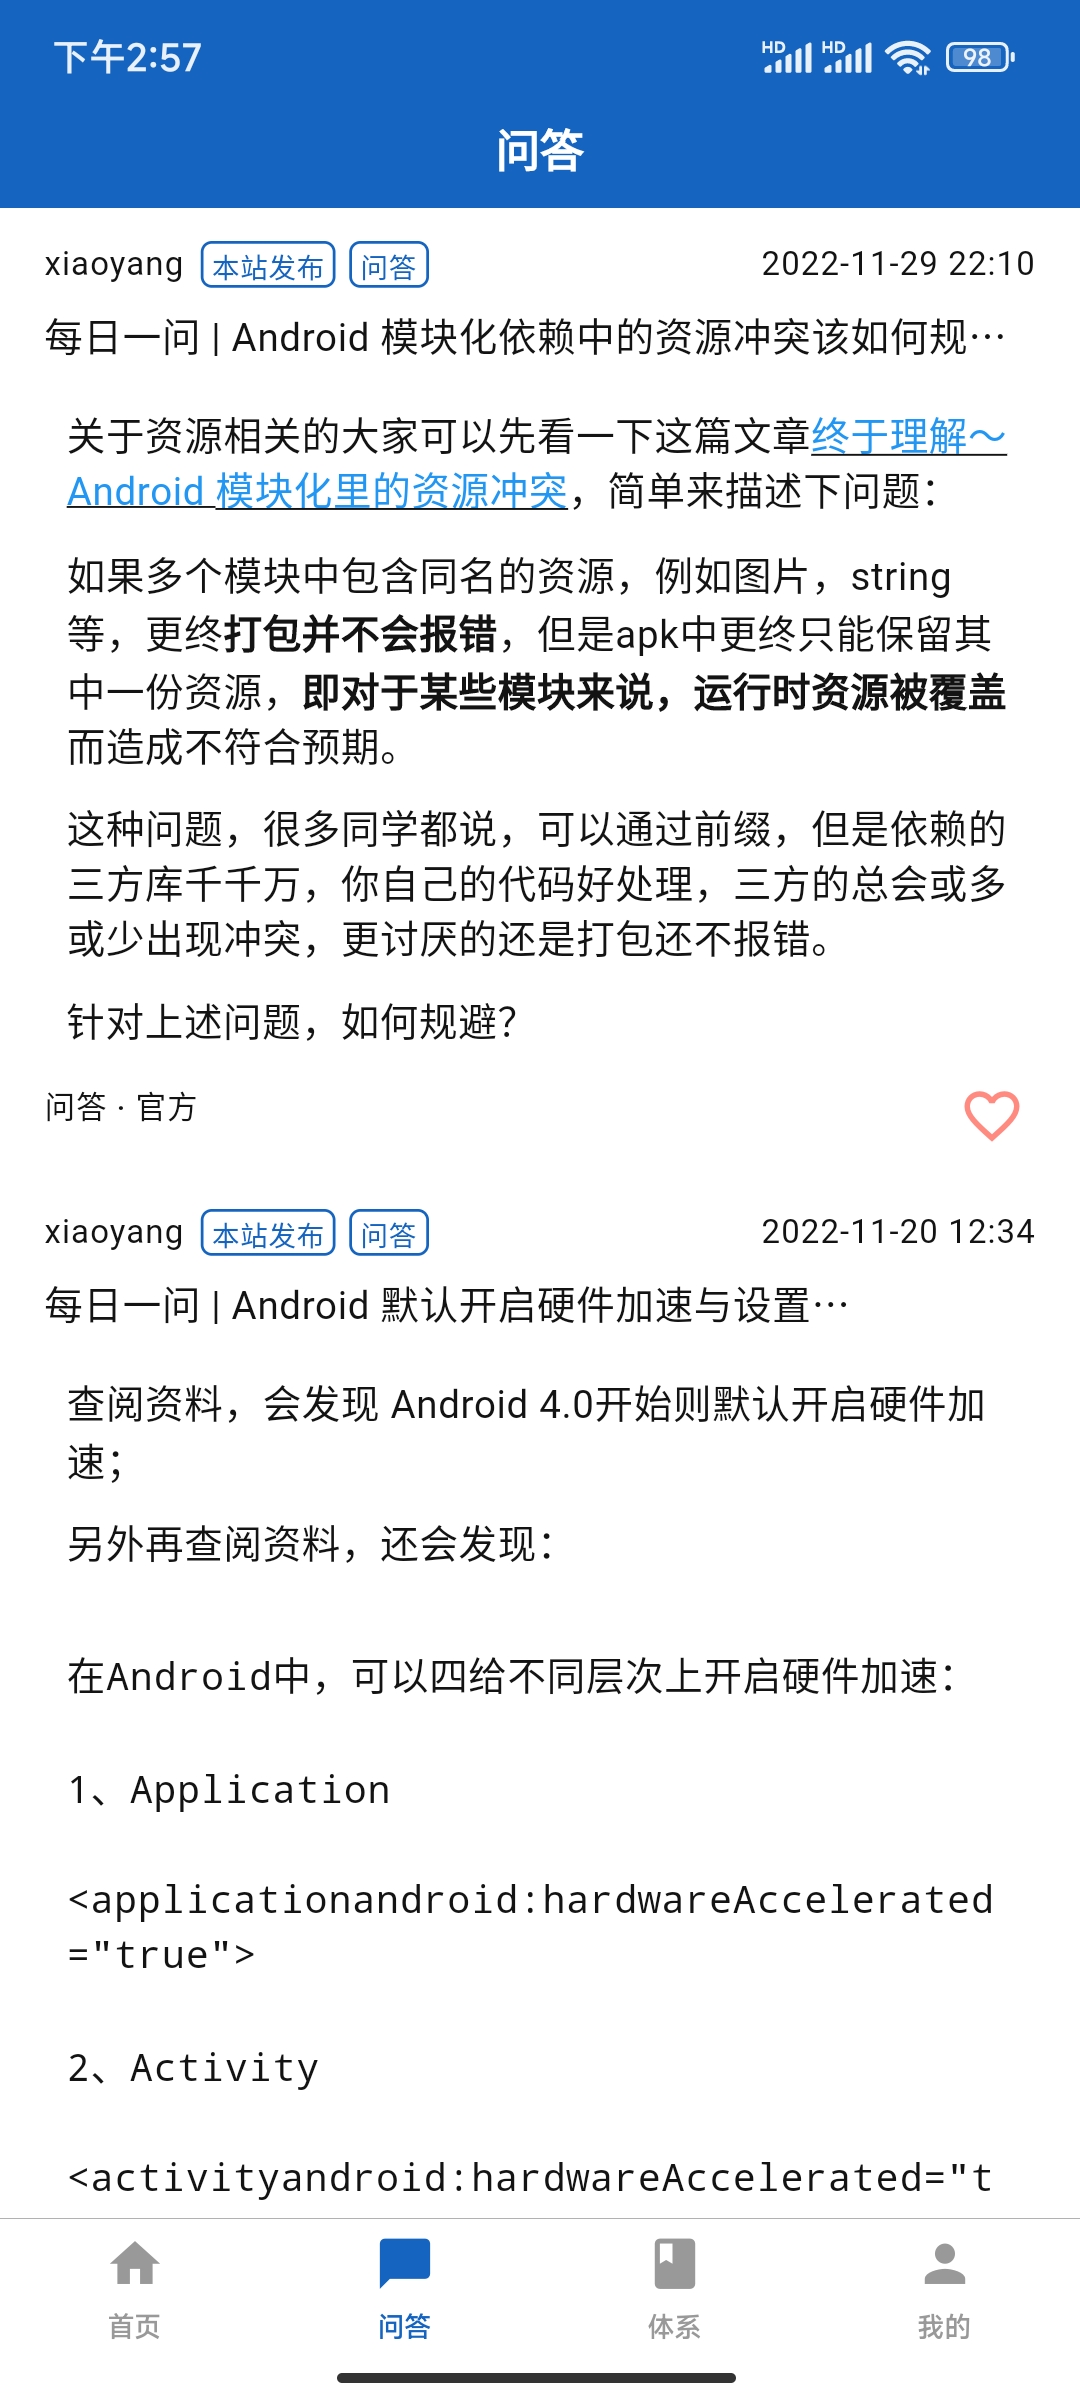 下午2:57
HD HD 98
问答
xiaoyang 本站发布 问答 2022-11-29 22:10
每日一问 | Android 模块化依赖中的资源冲突该如何规…
关于资源相关的大家可以先看一下这篇文章终于理解～
Android 模块化里的资源冲突，简单来描述下问题：
如果多个模块中包含同名的资源，例如图片，string
等，更终打包并不会报错，但是apk中更终只能保留其
中一份资源，即对于某些模块来说，运行时资源被覆盖
而造成不符合预期。
这种问题，很多同学都说，可以通过前缀，但是依赖的
三方库千千万，你自己的代码好处理，三方的总会或多
或少出现冲突，更讨厌的还是打包还不报错。
针对上述问题，如何规避？
问答 · 官方
xiaoyang 本站发布 问答 2022-11-20 12:34
每日一问 | Android 默认开启硬件加速与设置…
查阅资料，会发现 Android 4.0开始则默认开启硬件加
速；
另外再查阅资料，还会发现：
在Android中，可以四给不同层次上开启硬件加速：
1、Application
<applicationandroid:hardwareAccelerated
="true">
2、Activity
<activityandroid:hardwareAccelerated="t
首页 问答 体系 我的